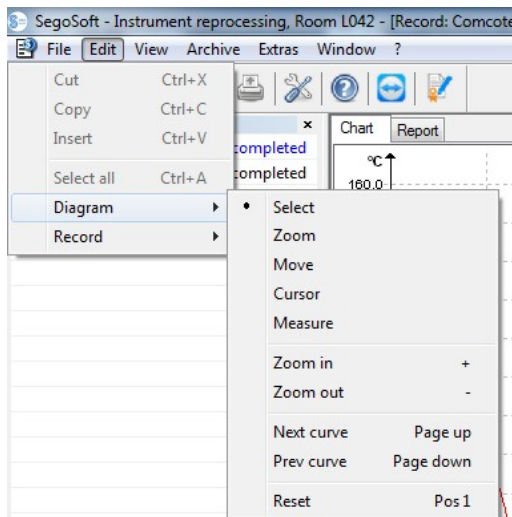 SegoSoft - Instrument reprocessing, Room L042 - [Record: Comcote
File Edit View Archive Extras Window ?
Cut Ctrl+X
Copy Ctrl+C
Insert Ctrl+V
Select all Ctrl+A
Diagram
Record
x
completed
completed
Chart Report
°C
160.0
Select
Zoom
Move
Cursor
Measure
Zoom in +
Zoom out -
Next curve Page up
Prev curve Page down
Reset Pos 1